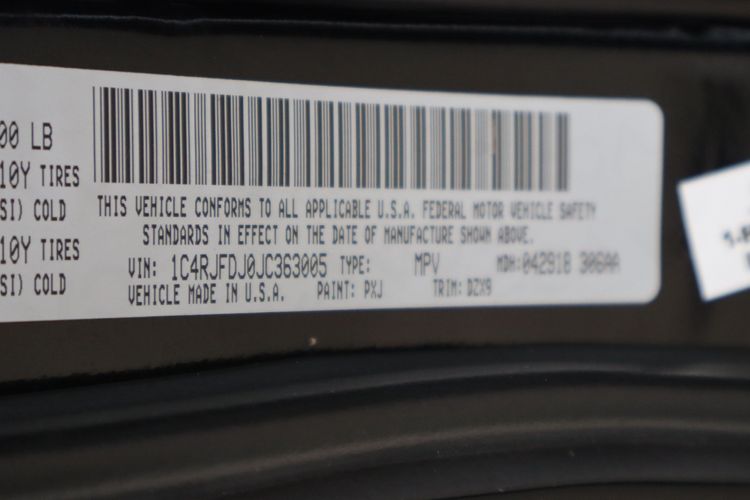 00 LB
10Y TIRES
SI) COLD
10Y TIRES
SI) COLD
THIS VEHICLE CONFORMS TO ALL APPLICABLE U.S.A. FEDERAL MOTOR VEHICLE SAFETY
STANDARDS IN EFFECT ON THE DATE OF MANUFACTURE SHOWN ABOVE.
VIN: 1C4RJFDJ0JC363005 TYPE: MPV MDH: 042918 306AA
VEHICLE MADE IN U.S.A. PAINT: PXJ TRIM: DZX9